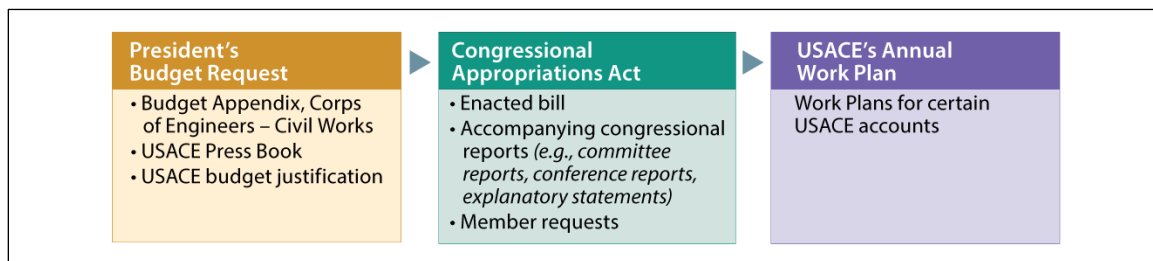 President’s
Budget Request
• Budget Appendix, Corps
of Engineers – Civil Works
• USACE Press Book
• USACE budget justification
Congressional
Appropriations Act
• Enacted bill
• Accompanying congressional
reports (e.g., committee
reports, conference reports,
explanatory statements)
• Member requests
USACE’s Annual
Work Plan
Work Plans for certain
USACE accounts